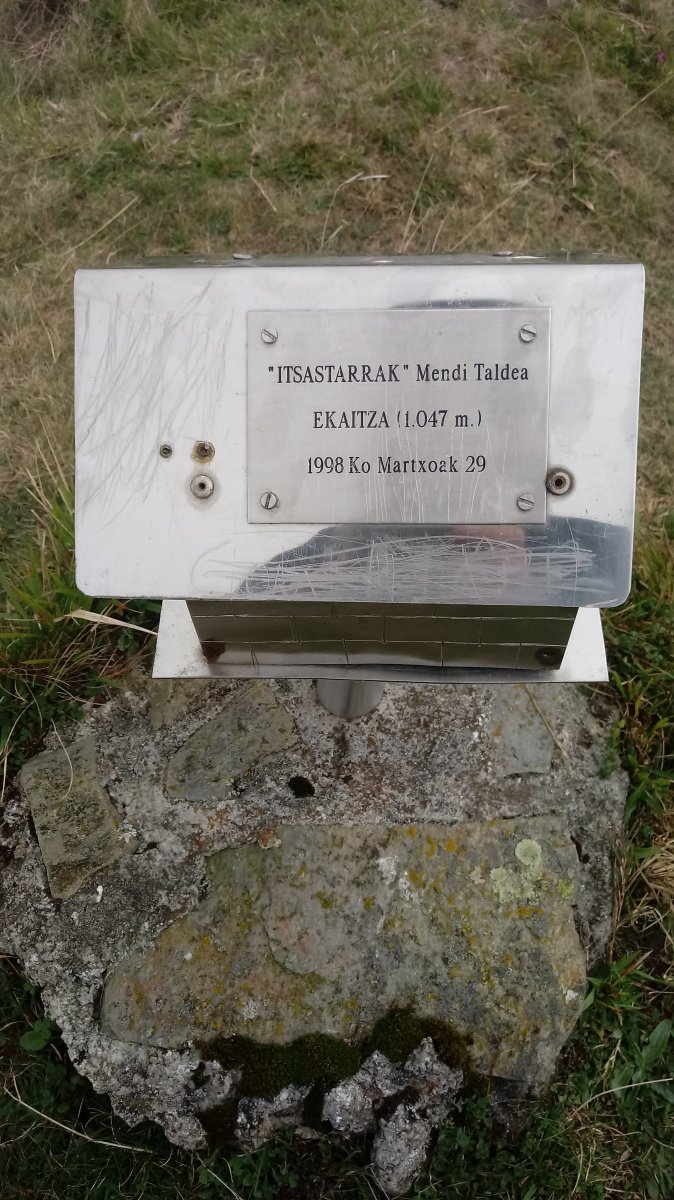 "ITSASTARRAK" Mendi Taldea
EKAITZA (1.047 m.)
1998 Ko Martxoak 29